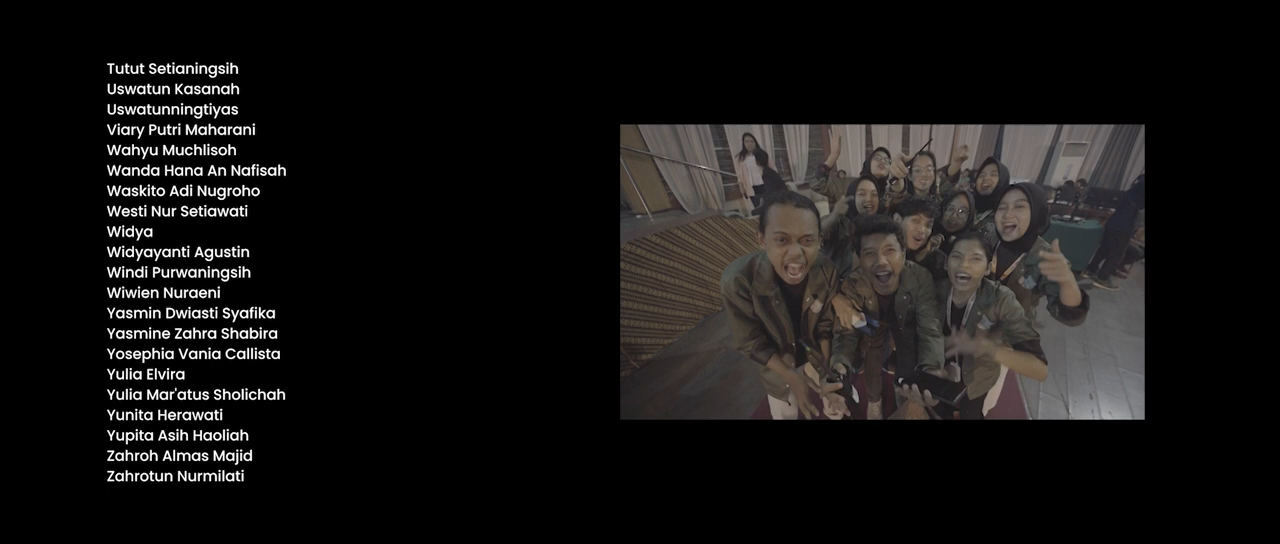 Tutut Setianingsih
Uswatun Kasanah
Uswatunningtiyas
Viary Putri Maharani
Wahyu Muchlisoh
Wanda Hana An Nafisah
Waskito Adi Nugroho
Westi Nur Setiawati
Widya
Widyayanti Agustin
Windi Purwaningsih
Wiwien Nuraeni
Yasmin Dwiasti Syafika
Yasmine Zahra Shabira
Yosephia Vania Callista
Yulia Elvira
Yulia Mar'atus Sholichah
Yunita Herawati
Yupita Asih Haoliah
Zahroh Almas Majid
Zahrotun Nurmilati